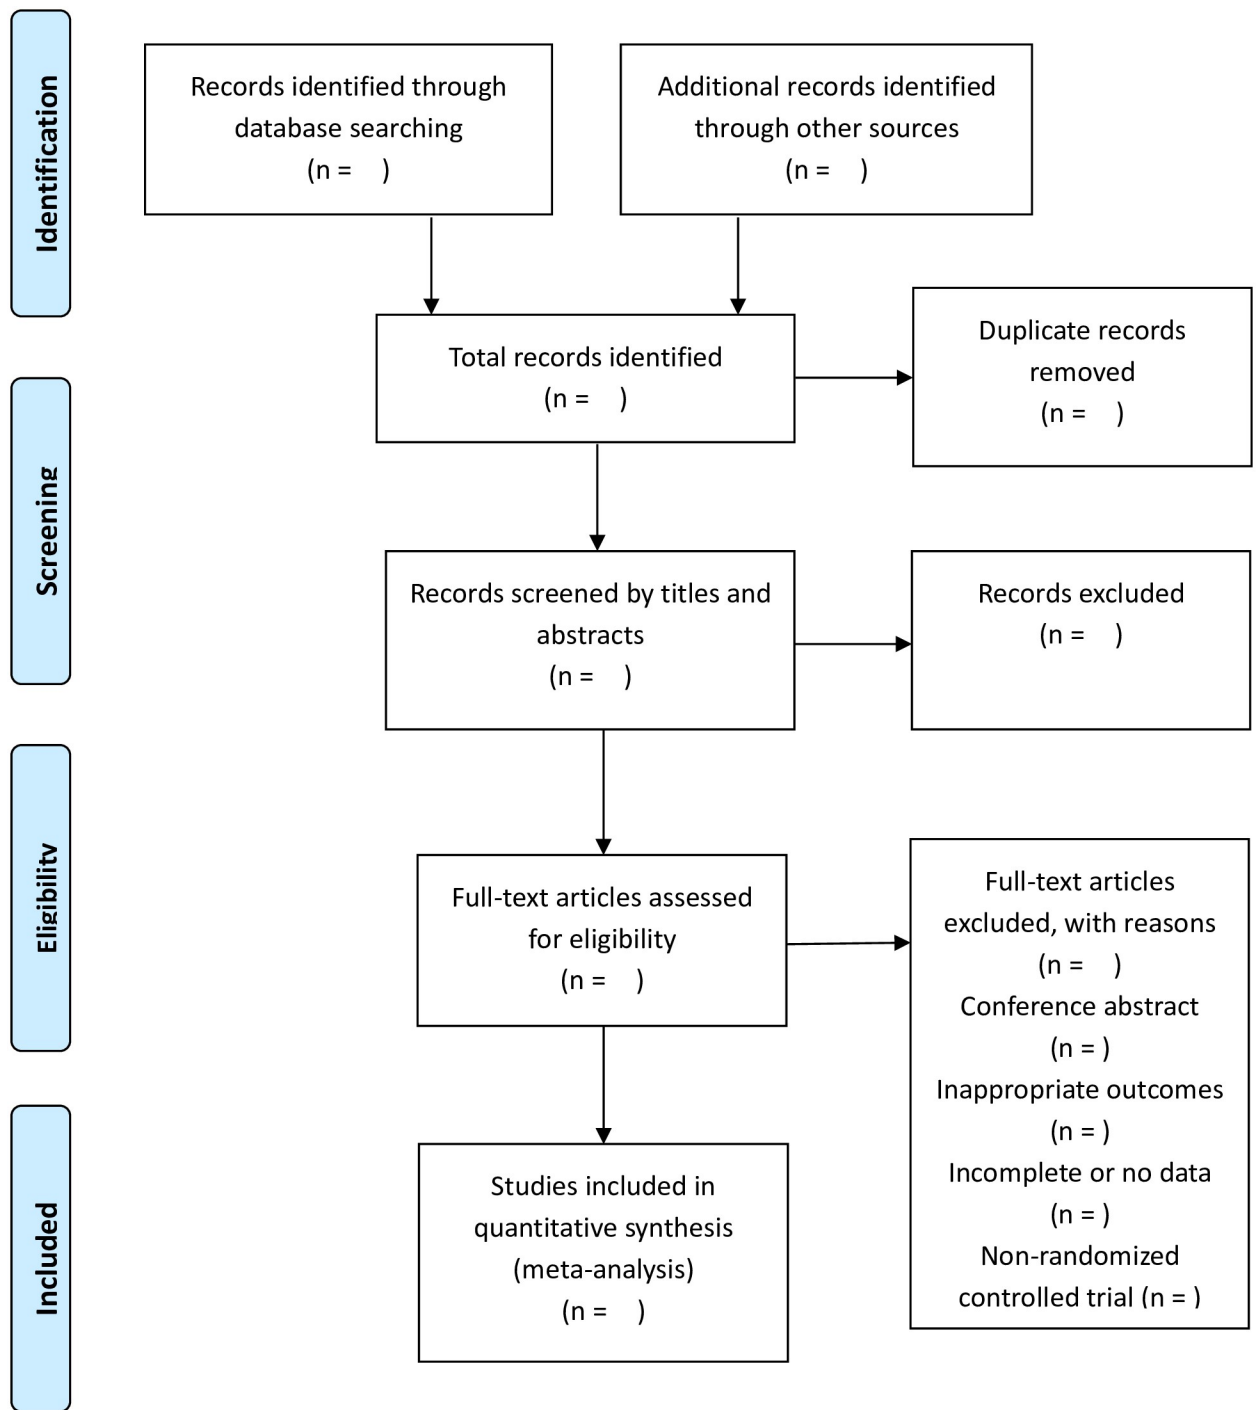 Identification
Records identified through
database searching
(n =    )
Additional records identified
through other sources
(n =    )
Total records identified
(n =    )
Duplicate records
removed
(n =    )
Screening
Records screened by titles and
abstracts
(n =    )
Records excluded
(n =    )
Eligibility
Full-text articles assessed
for eligibility
(n =    )
Full-text articles
excluded, with reasons
(n =    )
Conference abstract
(n = )
Inappropriate outcomes
(n = )
Incomplete or no data
(n = )
Non-randomized
controlled trial (n = )
Included
Studies included in
quantitative synthesis
(meta-analysis)
(n =    )